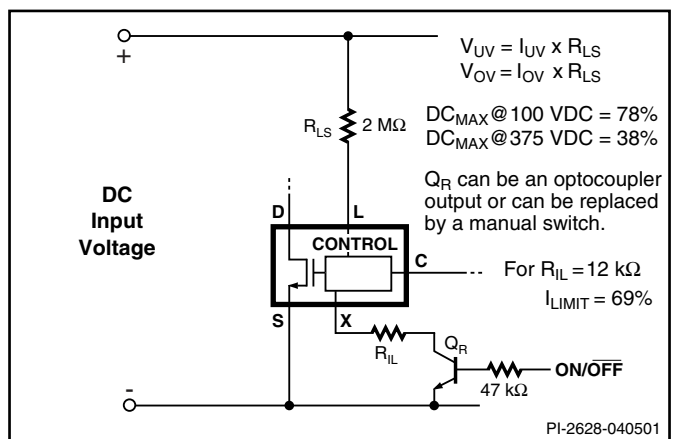 +
V_UV = I_UV x R_LS
V_OV = I_OV x R_LS
DC_MAX@100 VDC = 78%
DC_MAX@375 VDC = 38%
R_LS
2 MΩ
Q_R can be an optocoupler
output or can be replaced
by a manual switch.
DC
Input
Voltage
D
L
CONTROL
C
For R_IL = 12 kΩ
I_LIMIT = 69%
S
X
R_IL
Q_R
47 kΩ
ON/O̅F̅F̅
-
PI-2628-040501